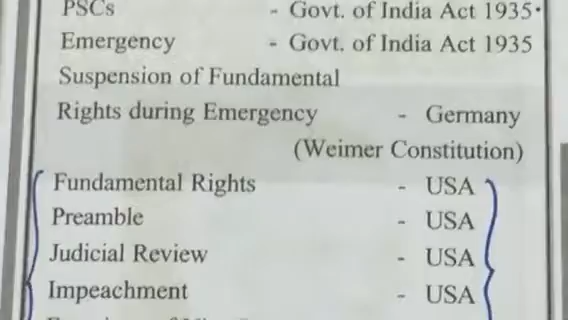 PSCs - Govt. of India Act 1935
Emergency - Govt. of India Act 1935
Suspension of Fundamental
Rights during Emergency - Germany
(Weimer Constitution)
Fundamental Rights - USA
Preamble - USA
Judicial Review - USA
Impeachment - USA